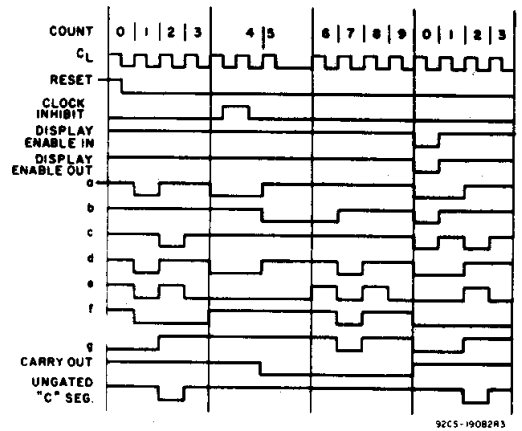 COUNT 0 1 2 3 4 5 6 7 8 9 0 1 2 3
CL
RESET
CLOCK
INHIBIT
DISPLAY
ENABLE IN
DISPLAY
ENABLE OUT
a
b
c
d
e
f
g
CARRY OUT
UNGATED
"C" SEG.
92CS-19082R3